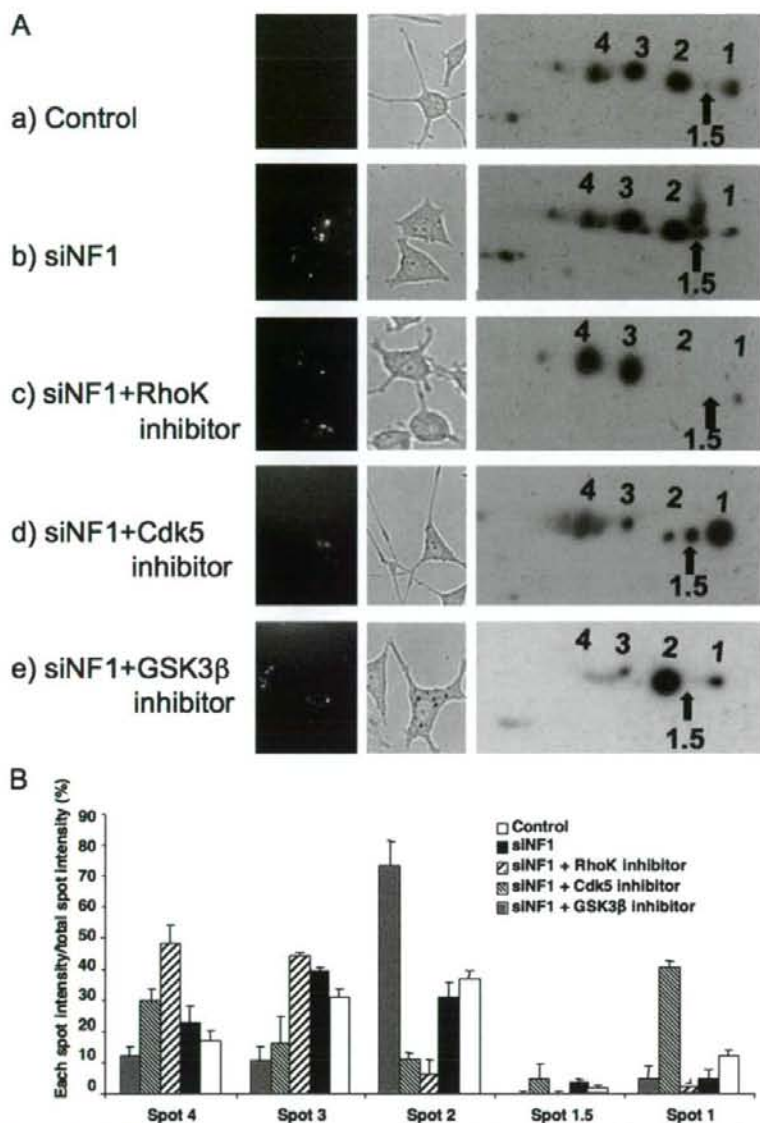 A
a) Control
4 3 2 1
1.5
b) siNF1
4 3 2 1
1.5
c) siNF1+RhoK
inhibitor
4 3 2 1
1.5
d) siNF1+Cdk5
inhibitor
4 3 2 1
1.5
e) siNF1+GSK3β
inhibitor
4 3 2 1
1.5
B
Each spot intensity/total spot intensity (%)
90
80
70
60
50
40
30
20
10
0
Control
siNF1
siNF1 + RhoK inhibitor
siNF1 + Cdk5 inhibitor
siNF1 + GSK3β inhibitor
Spot 4 Spot 3 Spot 2 Spot 1.5 Spot 1